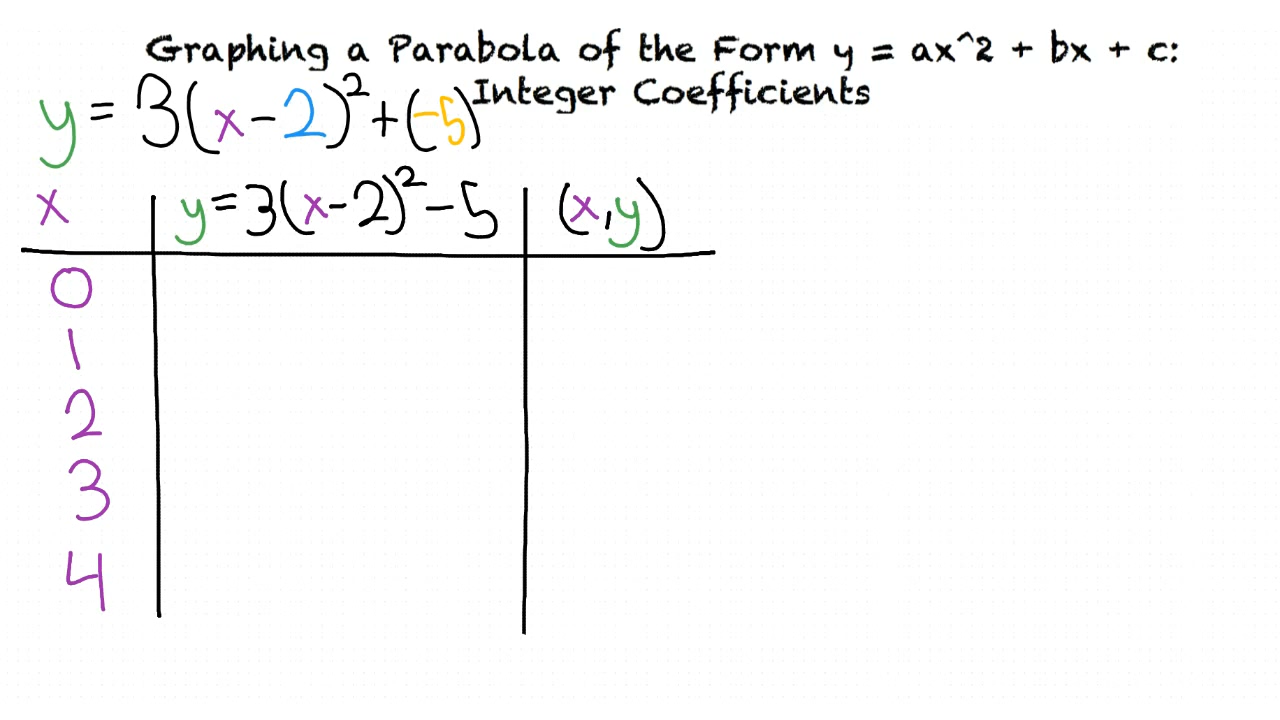 Graphing a Parabola of the Form y = ax^2 + bx + c:
Integer Coefficients
y = 3(x-2)²+(-5)
x y=3(x-2)²-5 (x,y)
0
1
2
3
4